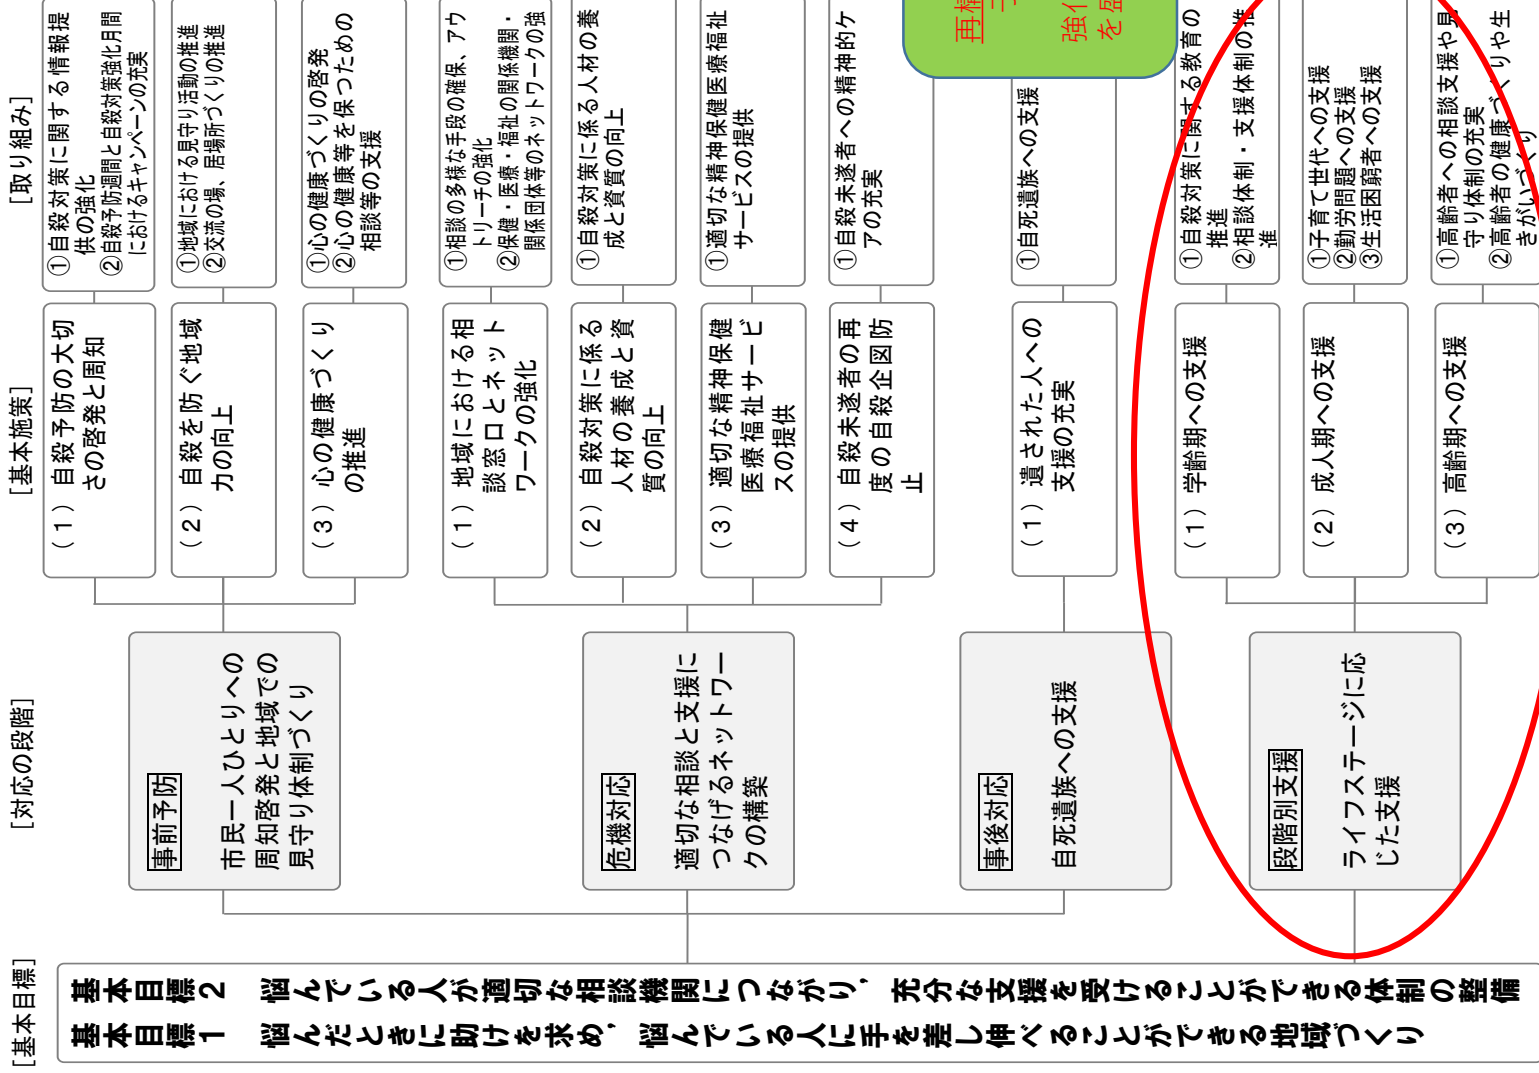 [基本目標]
基本目標１　悩んだときに助けを求め，悩んでいる人に手を差し伸べることができる地域づくり
基本目標２　悩んでいる人が適切な相談機関につながり，充分な支援を受けることができる体制の整備
[対応の段階]
事前予防
市民一人ひとりへの
周知啓発と地域での
見守り体制づくり
危機対応
適切な相談と支援に
つなげるネットワー
クの構築
事後対応
自死遺族への支援
段階別支援
ライフステージに応
じた支援
[基本施策]
（１）自殺予防の大切
さの啓発と周知
（２）自殺を防ぐ地域
力の向上
（３）心の健康づくり
の推進
（１）地域における相
談窓口とネット
ワークの強化
（２）自殺対策に係る
人材の養成と資
質の向上
（３）適切な精神保健
医療福祉サービ
スの提供
（４）自殺未遂者の再
度の自殺企図防
止
（１）遺された人への
支援の充実
（１）学齢期への支援
（２）成人期への支援
（３）高齢期への支援
[取り組み]
①自殺対策に関する情報提
供の強化
②自殺予防週間と自殺対策強化月間
におけるキャンペーンの充実
①地域における見守り活動の推進
②交流の場、居場所づくりの推進
①心の健康づくりの啓発
②心の健康等を保つための
相談等の支援
①相談の多様な手段の確保、アウ
トリーチの強化
②保健・医療・福祉の関係機関・
関係団体等のネットワークの強
①自殺対策に係る人材の養
成と資質の向上
①適切な精神保健医療福祉
サービスの提供
①自殺未遂者への精神的ケ
アの充実
①自死遺族への支援
①自殺対策に関する教育の
推進
②相談体制・支援体制の推
進
①子育て世代への支援
②勤労問題への支援
③生活困窮者への支援
①高齢者への相談支援や見
守り体制の充実
②高齢者の健康づくりや生
きがいづくり
再構
強化
を盛